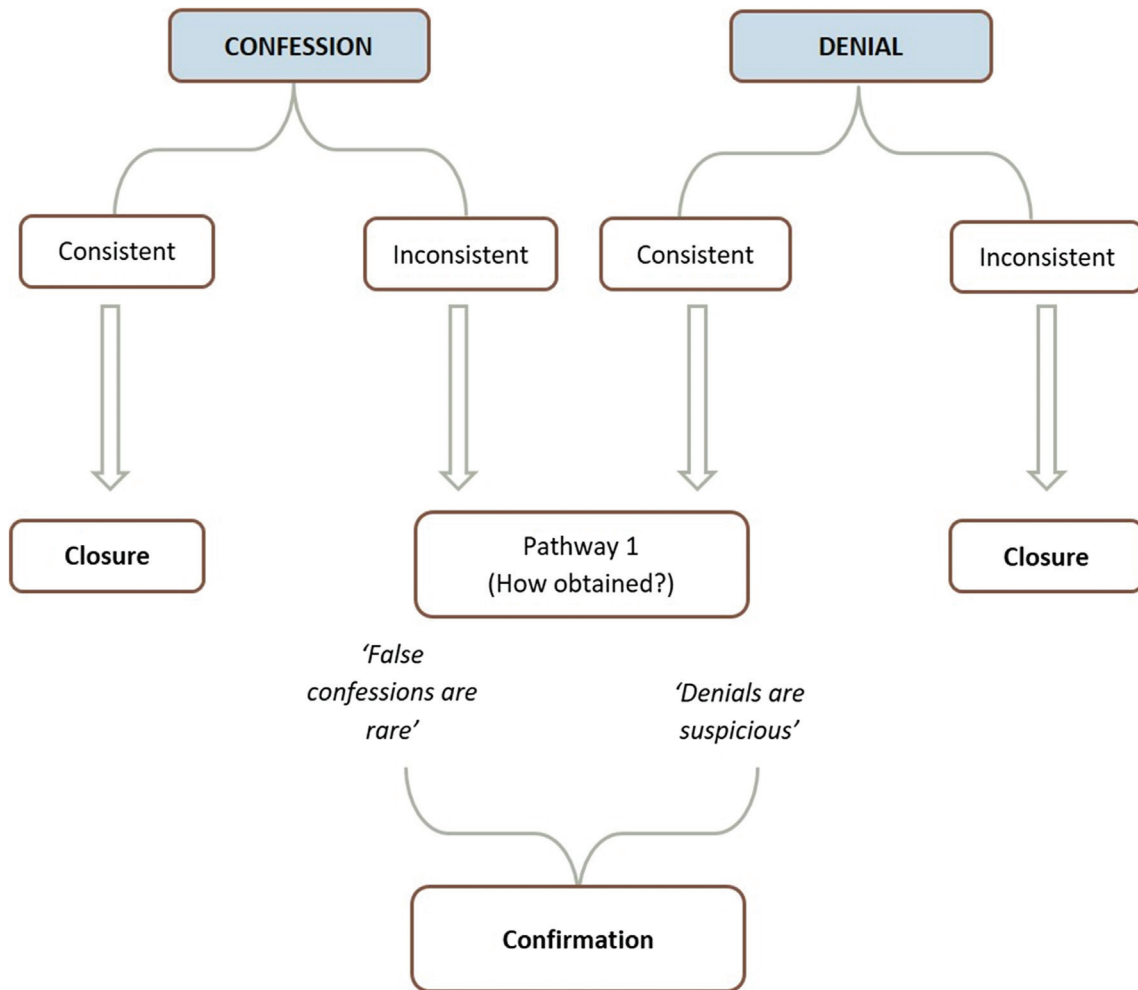 CONFESSION
DENIAL
Consistent
Inconsistent
Consistent
Inconsistent
Closure
Pathway 1
(How obtained?)
Closure
‘False
confessions are
rare’
‘Denials are
suspicious’
Confirmation